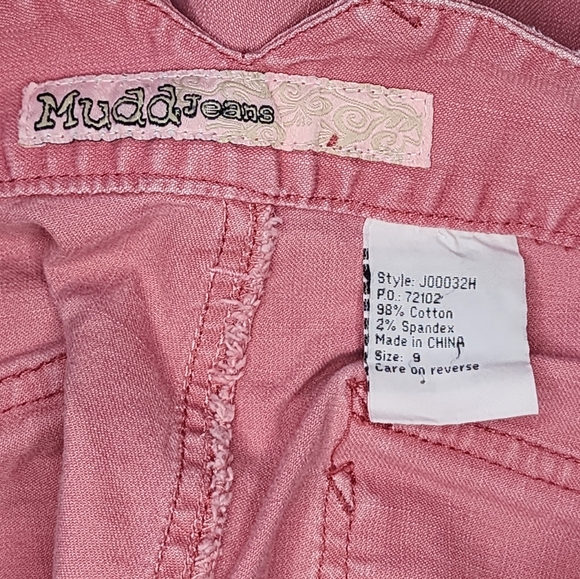 Mudd Jeans
Style: J00032H
P.O.: 72102
98% Cotton
2% Spandex
Made in CHINA
Size: 9
Care on reverse